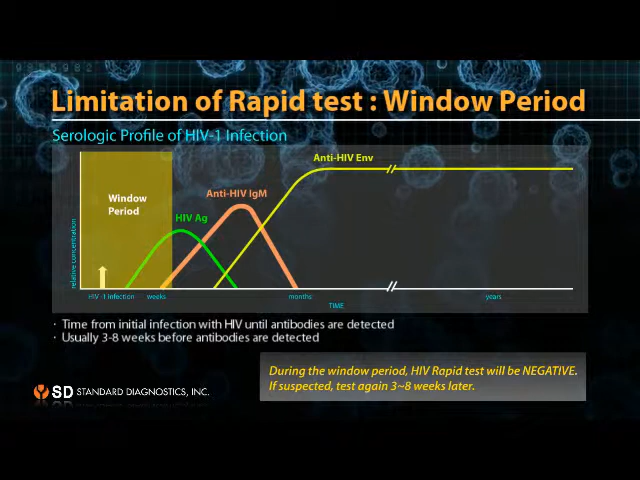 Limitation of Rapid test : Window Period
Serologic Profile of HIV-1 Infection
Anti-HIV Env
Window
Period
Anti-HIV IgM
HIV Ag
relative concentration
HIV -1 infection
weeks
months
years
TIME
· Time from initial infection with HIV until antibodies are detected
· Usually 3-8 weeks before antibodies are detected
During the window period, HIV Rapid test will be NEGATIVE.
If suspected, test again 3~8 weeks later.
SD STANDARD DIAGNOSTICS, INC.